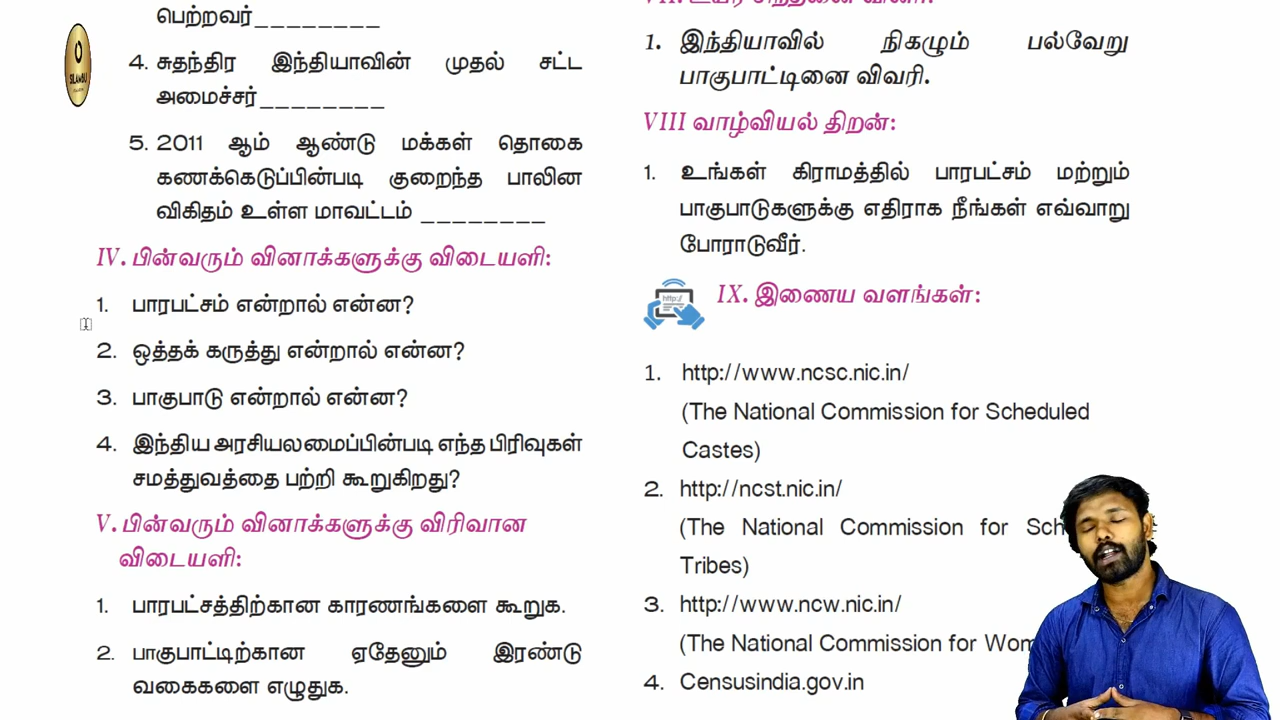 SILAMBU
பெற்றவர்________
4. சுதந்திர இந்தியாவின் முதல் சட்ட
அமைச்சர்________
5. 2011 ஆம் ஆண்டு மக்கள் தொகை
கணக்கெடுப்பின்படி குறைந்த பாலின
விகிதம் உள்ள மாவட்டம் ________
IV. பின்வரும் வினாக்களுக்கு விடையளி:
1. பாரபட்சம் என்றால் என்ன?
2. ஒத்தக் கருத்து என்றால் என்ன?
3. பாகுபாடு என்றால் என்ன?
4. இந்திய அரசியலமைப்பின்படி எந்த பிரிவுகள்
சமத்துவத்தை பற்றி கூறுகிறது?
V. பின்வரும் வினாக்களுக்கு விரிவான
விடையளி:
1. பாரபட்சத்திற்கான காரணங்களை கூறுக.
2. பாகுபாட்டிற்கான ஏதேனும் இரண்டு
வகைகளை எழுதுக.
1. இந்தியாவில் நிகழும் பல்வேறு
பாகுபாட்டினை விவரி.
VIII வாழ்வியல் திறன்:
1. உங்கள் கிராமத்தில் பாரபட்சம் மற்றும்
பாகுபாடுகளுக்கு எதிராக நீங்கள் எவ்வாறு
போராடுவீர்.
http://
IX. இணைய வளங்கள்:
1. http://www.ncsc.nic.in/
(The National Commission for Scheduled
Castes)
2. http://ncst.nic.in/
(The National Commission for
Tribes)
3. http://www.ncw.nic.in/
(The National Commission for
4. Censusindia.gov.in